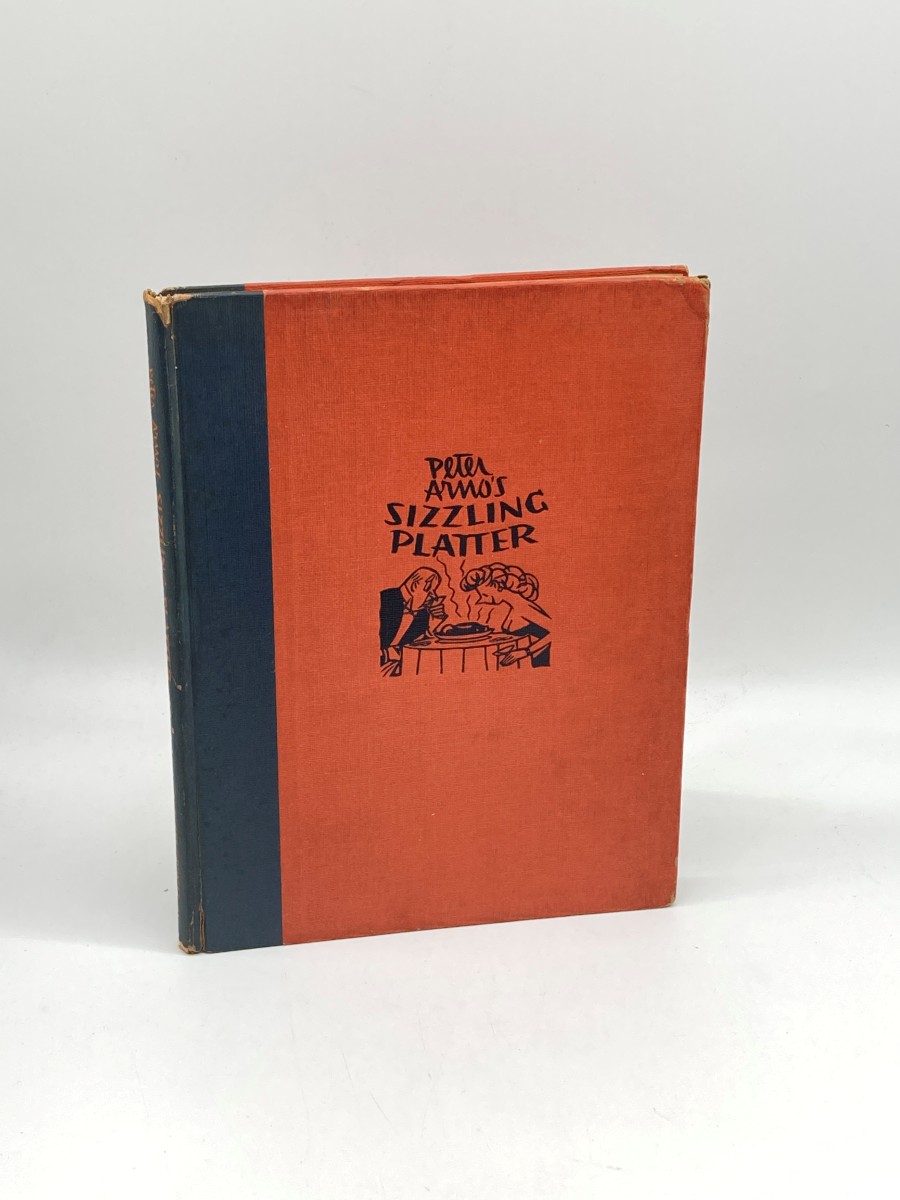 Peter
Arno's
SIZZLING
PLATTER